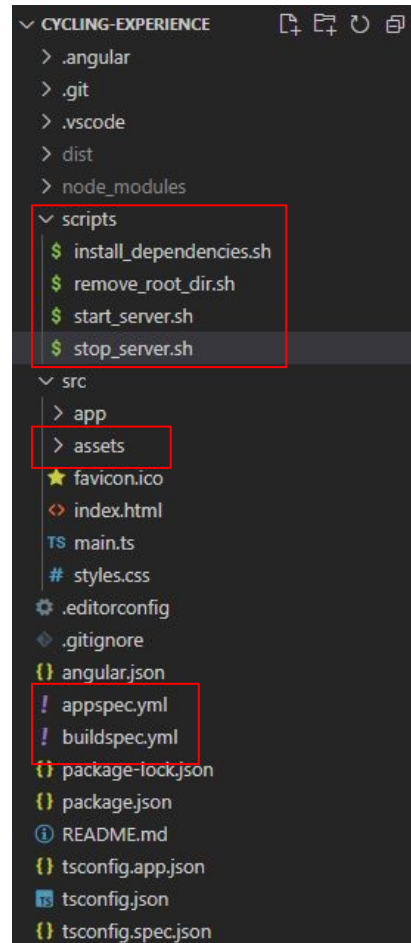 CYCLING-EXPERIENCE
.angular
.git
.vscode
dist
node_modules
scripts
$ install_dependencies.sh
$ remove_root_dir.sh
$ start_server.sh
$ stop_server.sh
src
app
assets
favicon.ico
<> index.html
TS main.ts
# styles.css
.editorconfig
.gitignore
{} angular.json
! appspec.yml
! buildspec.yml
{} package-lock.json
{} package.json
README.md
{} tsconfig.app.json
TS tsconfig.json
{} tsconfig.spec.json